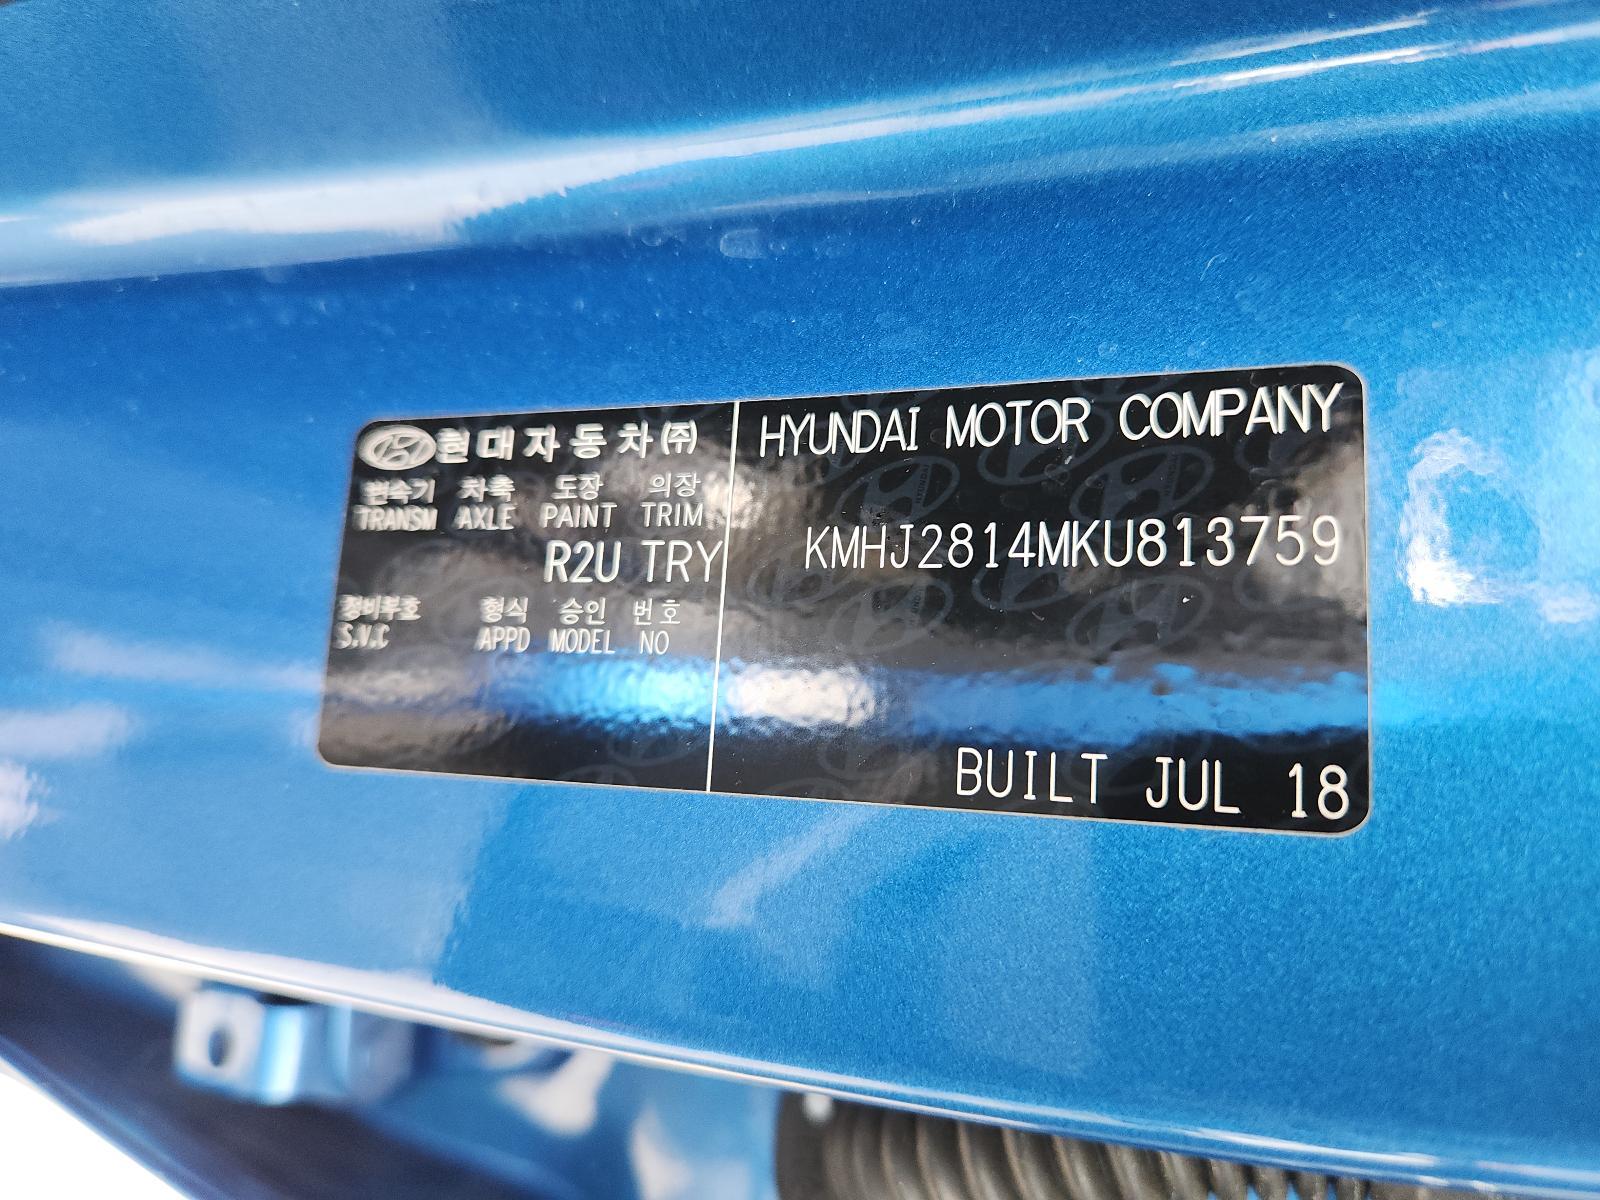 현대자동차(주)
변속기 차축 도장 의장
TRANSM AXLE PAINT TRIM
R2U TRY
정비부호 형식 승인 번호
S.V.C APPD MODEL NO
HYUNDAI MOTOR COMPANY
KMHJ2814MKU813759
BUILT JUL 18